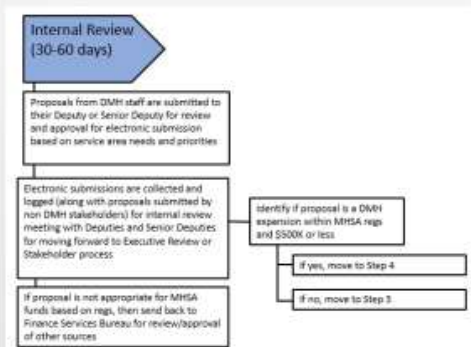 Internal Review
(30-60 days)
Proposals from DMH staff are submitted to
their Deputy or Senior Deputy for review
and approval for electronic submission
based on service area needs and priorities
Electronic submissions are collected and
logged (along with proposals submitted by
non DMH stakeholders) for internal review
meeting with Deputies and Senior Deputies
for moving forward to Executive Review or
Stakeholder process
Identify if proposal is a DMH
expansion within MHSA regs
and $500K or less
If yes, move to Step 4
If no, move to Step 3
If proposal is not appropriate for MHSA
funds based on regs, then send back to
Finance Services Bureau for review/approval
of other sources